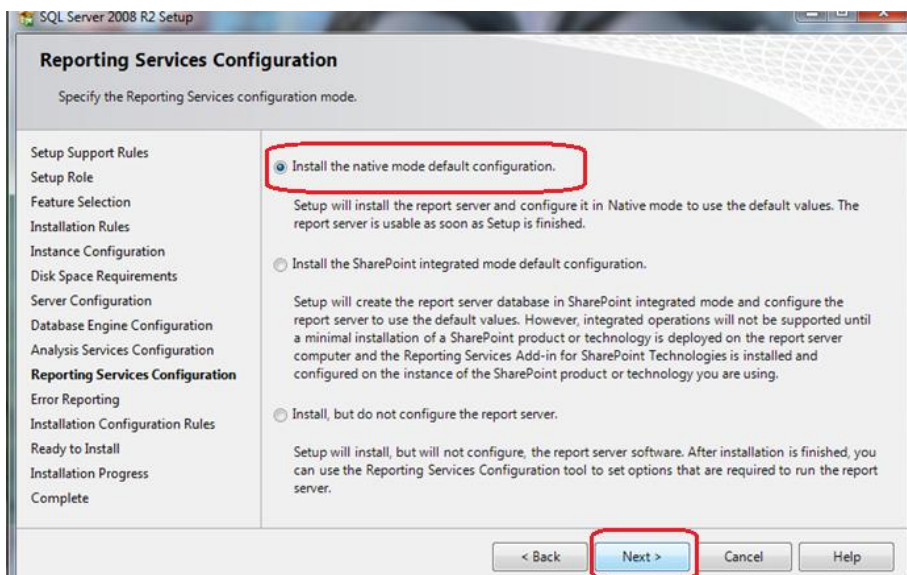 SQL Server 2008 R2 Setup
Reporting Services Configuration
Specify the Reporting Services configuration mode.
Setup Support Rules
Setup Role
Feature Selection
Installation Rules
Instance Configuration
Disk Space Requirements
Server Configuration
Database Engine Configuration
Analysis Services Configuration
Reporting Services Configuration
Error Reporting
Installation Configuration Rules
Ready to Install
Installation Progress
Complete
Install the native mode default configuration.
Setup will install the report server and configure it in Native mode to use the default values. The
report server is usable as soon as Setup is finished.
Install the SharePoint integrated mode default configuration.
Setup will create the report server database in SharePoint integrated mode and configure the
report server to use the default values. However, integrated operations will not be supported until
a minimal installation of a SharePoint product or technology is deployed on the report server
computer and the Reporting Services Add-in for SharePoint Technologies is installed and
configured on the instance of the SharePoint product or technology you are using.
Install, but do not configure the report server.
Setup will install, but will not configure, the report server software. After installation is finished, you
can use the Reporting Services Configuration tool to set options that are required to run the report
server.
< Back
Next >
Cancel
Help